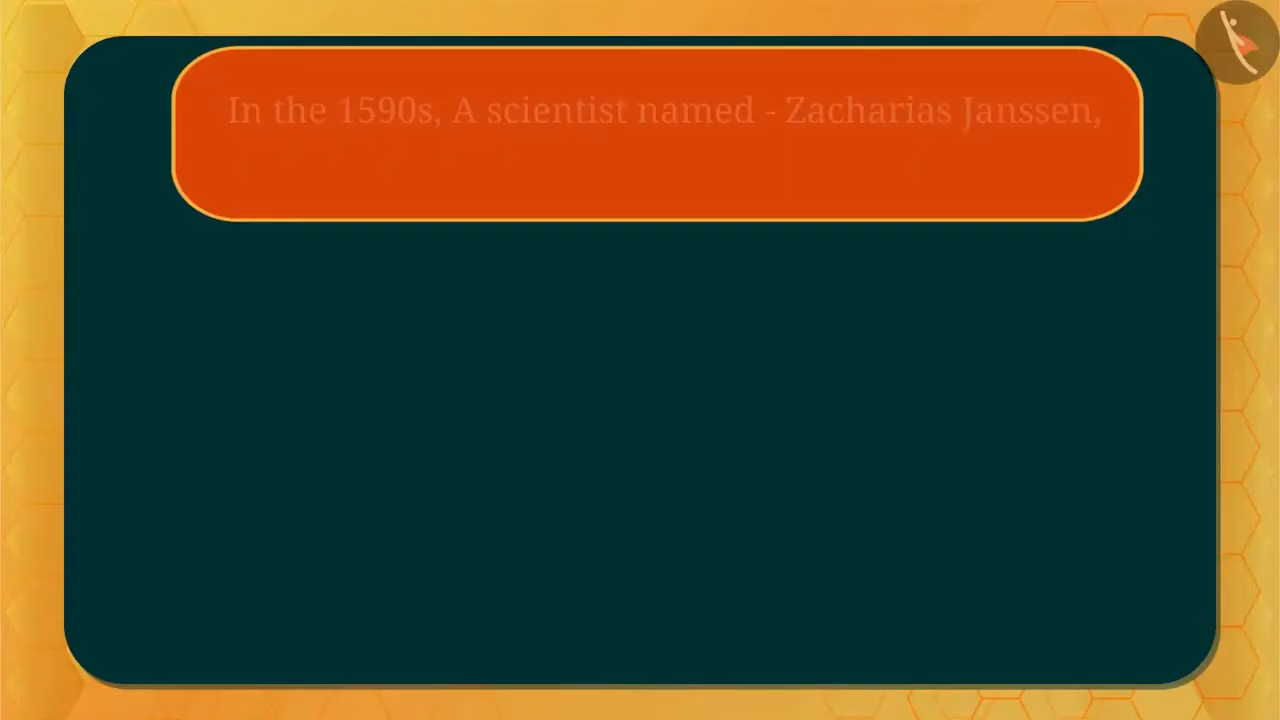 In the 1590s, A scientist named - Zacharias Janssen,